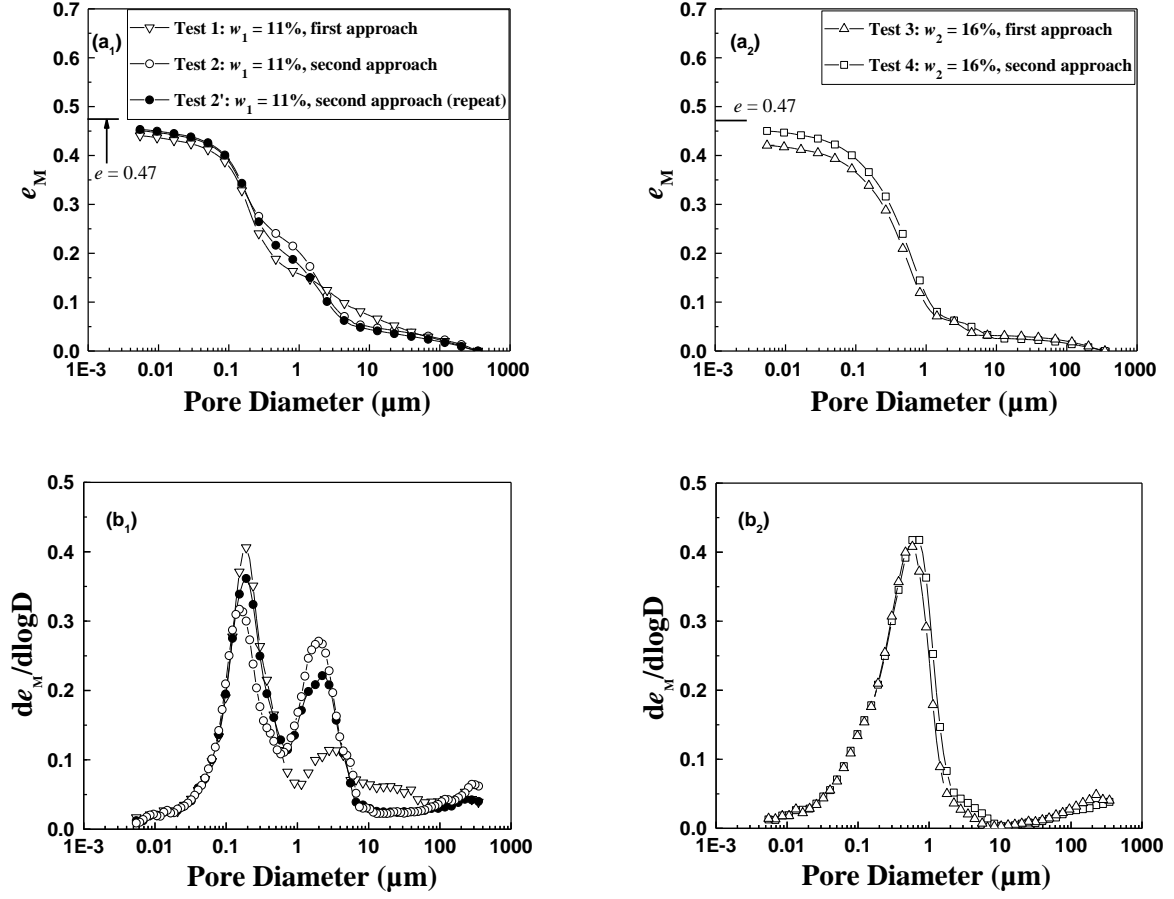 (a1)
Test 1: w1 = 11%, first approach
Test 2: w1 = 11%, second approach
Test 2': w1 = 11%, second approach (repeat)
0.7
0.6
0.5
0.4
0.3
0.2
0.1
0.0
eM
e = 0.47
1E-3 0.01 0.1 1 10 100 1000
Pore Diameter (µm)
(a2)
Test 3: w2 = 16%, first approach
Test 4: w2 = 16%, second approach
0.7
0.6
0.5
0.4
0.3
0.2
0.1
0.0
eM
e = 0.47
1E-3 0.01 0.1 1 10 100 1000
Pore Diameter (µm)
(b1)
0.5
0.4
0.3
0.2
0.1
0.0
deM/dlogD
1E-3 0.01 0.1 1 10 100 1000
Pore Diameter (µm)
(b2)
0.5
0.4
0.3
0.2
0.1
0.0
deM/dlogD
1E-3 0.01 0.1 1 10 100 1000
Pore Diameter (µm)